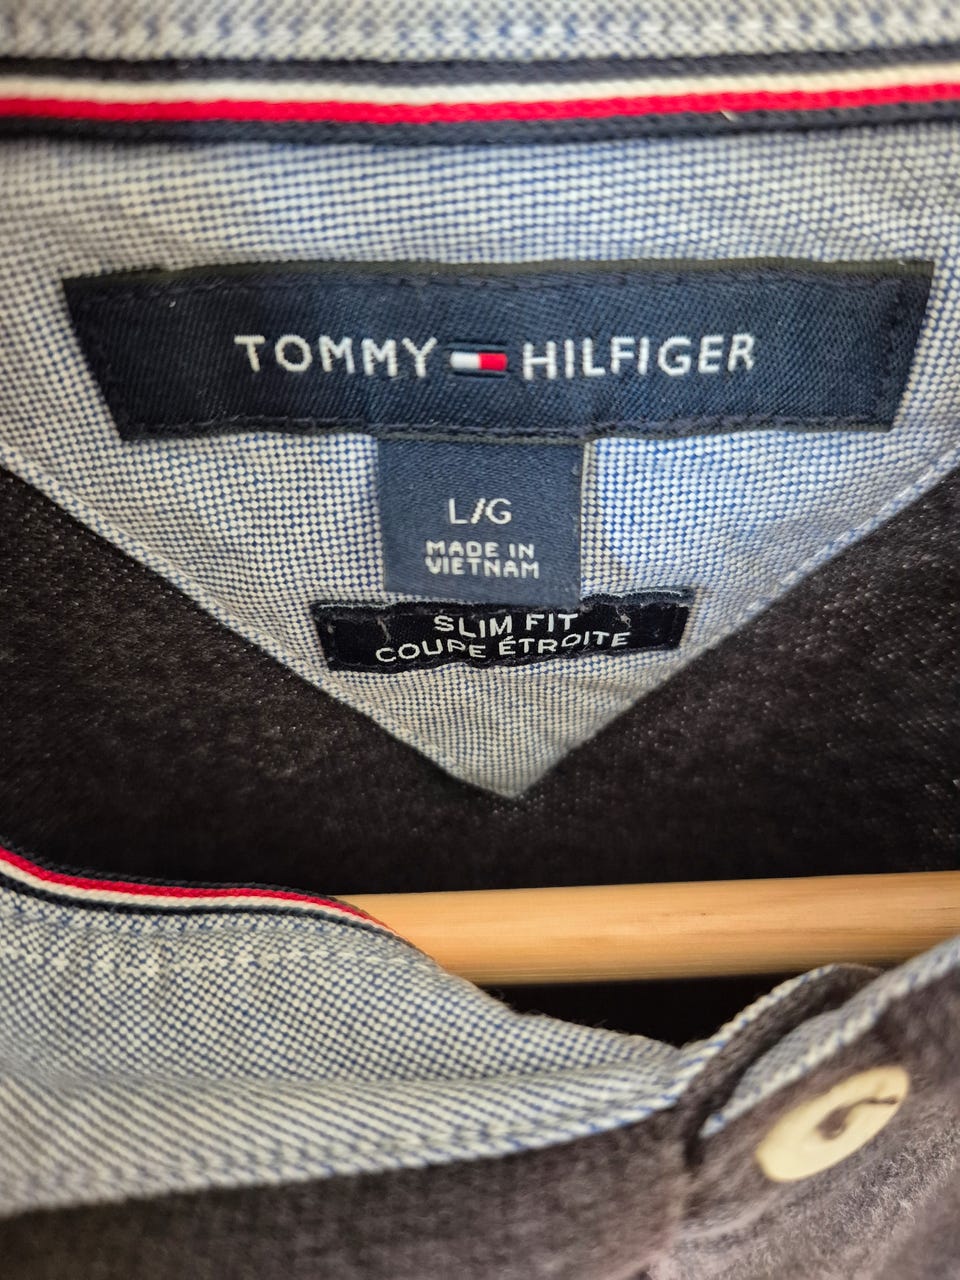 TOMMY HILFIGER
L/G
MADE IN
VIETNAM
SLIM FIT
COUPE ÉTROITE